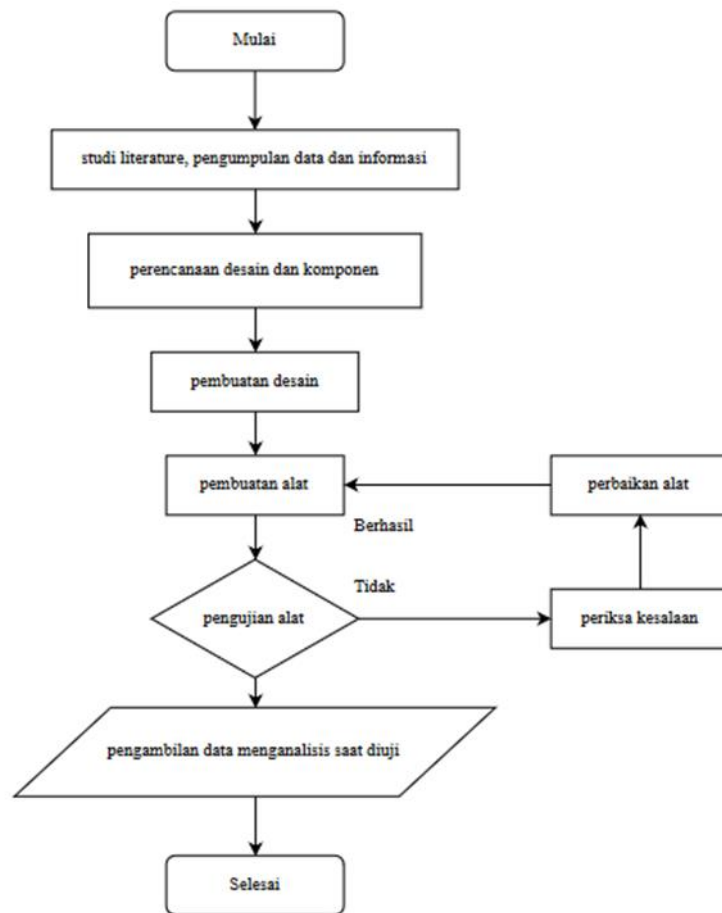 Mulai
studi literature, pengumpulan data dan informasi
perencanaan desain dan komponen
pembuatan desain
pembuatan alat
perbaikan alat
Berhasil
Tidak
pengujian alat
periksa kesalaan
pengambilan data menganalisis saat diuji
Selesai